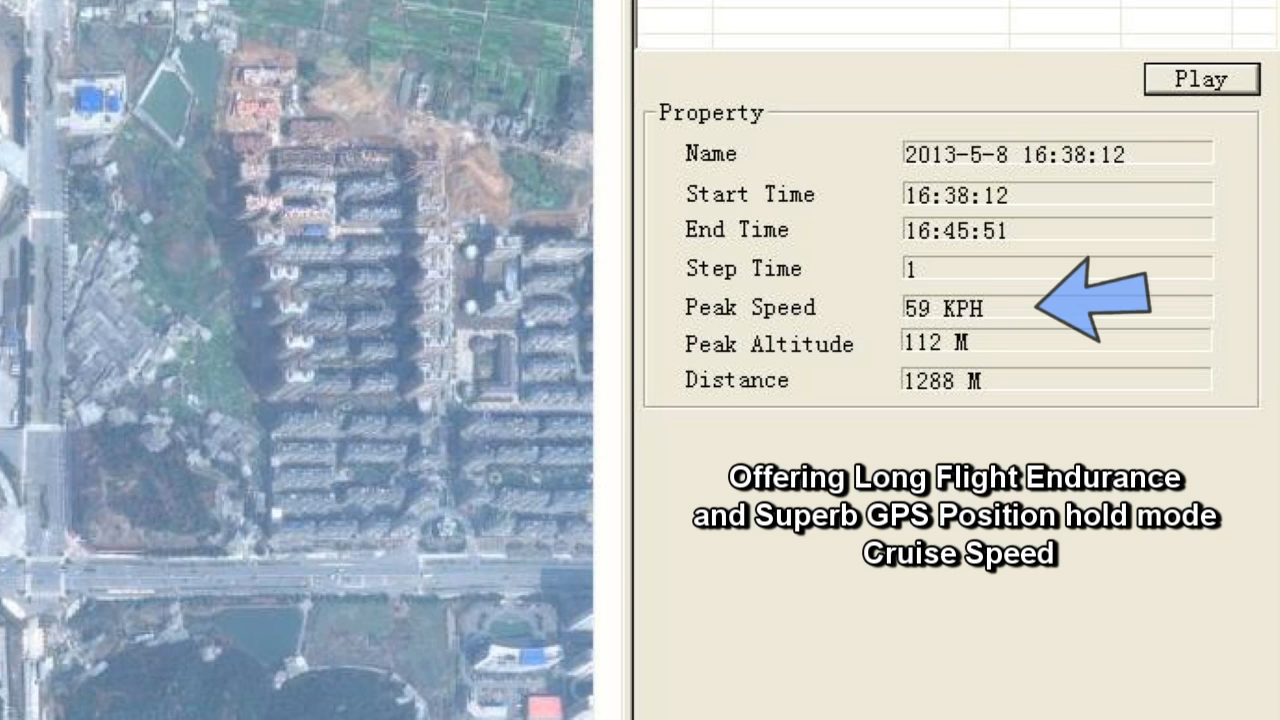 Play
Property
Name 2013-5-8 16:38:12
Start Time 16:38:12
End Time 16:45:51
Step Time 1
Peak Speed 59 KPH
Peak Altitude 112 M
Distance 1288 M
Offering Long Flight Endurance
and Superb GPS Position hold mode
Cruise Speed